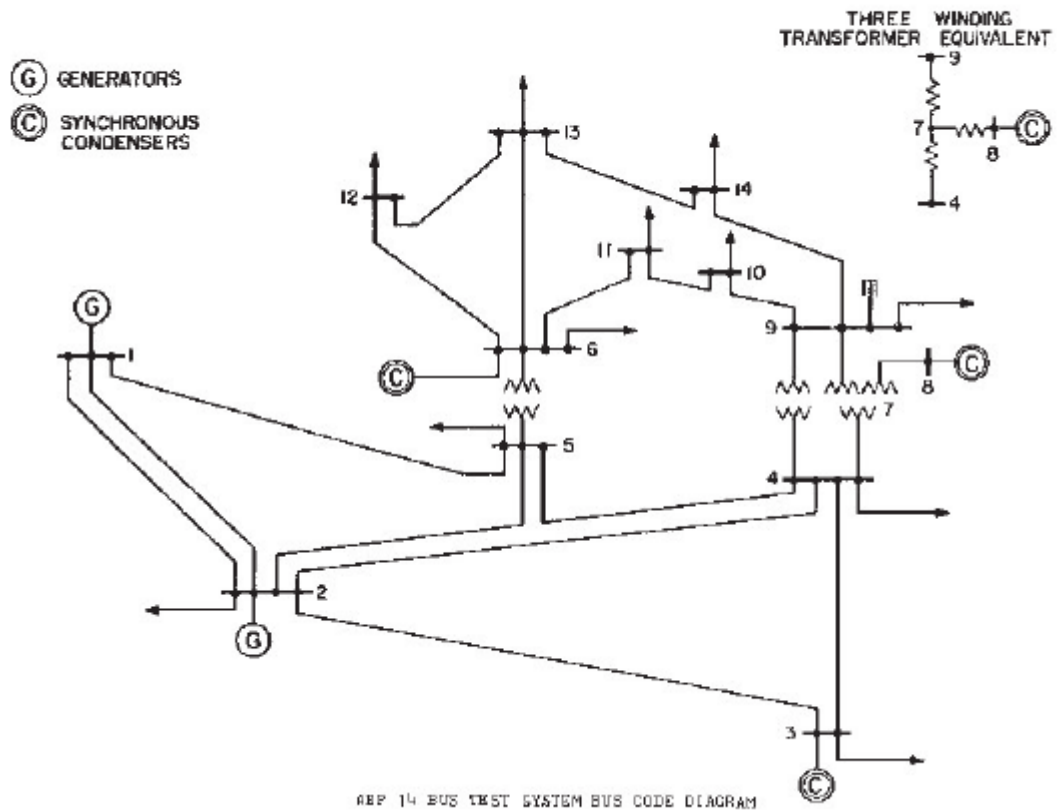 THREE WINDING
TRANSFORMER EQUIVALENT
9
7
8
C
4
G GENERATORS
C SYNCHRONOUS
CONDENSERS
13
12
14
11
10
G
1
9
6
C
8
C
7
5
4
2
G
3
C
14 BUS TEST SYSTEM BUS CODE DIAGRAM